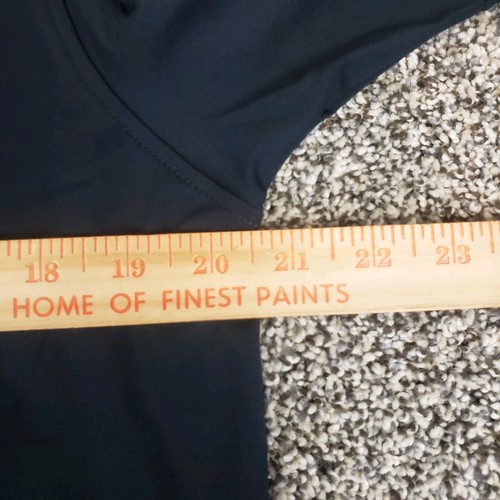 18 19 20 21 22 23
HOME OF FINEST PAINTS